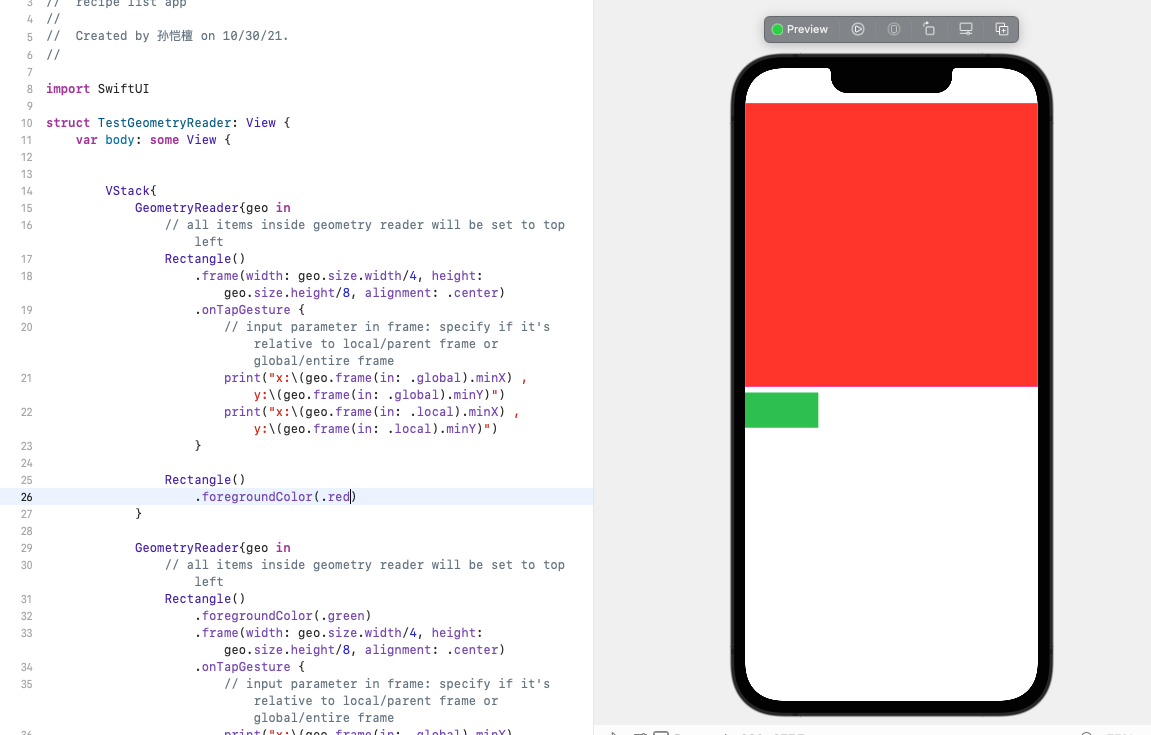 3 // recipe list app
4 //
5 // Created by 孙恺檀 on 10/30/21.
6 //
7
8 import SwiftUI
9
10 struct TestGeometryReader: View {
11 var body: some View {
12
13
14 VStack{
15 GeometryReader{geo in
16 // all items inside geometry reader will be set to top
left
17 Rectangle()
18 .frame(width: geo.size.width/4, height:
geo.size.height/8, alignment: .center)
19 .onTapGesture {
20 // input parameter in frame: specify if it's
relative to local/parent frame or
global/entire frame
21 print("x:\(geo.frame(in: .global).minX) ,
y:\(geo.frame(in: .global).minY)")
22 print("x:\(geo.frame(in: .local).minX) ,
y:\(geo.frame(in: .local).minY)")
23 }
24
25 Rectangle()
26 .foregroundColor(.red)
27 }
28
29 GeometryReader{geo in
30 // all items inside geometry reader will be set to top
left
31 Rectangle()
32 .foregroundColor(.green)
33 .frame(width: geo.size.width/4, height:
geo.size.height/8, alignment: .center)
34 .onTapGesture {
35 // input parameter in frame: specify if it's
relative to local/parent frame or
global/entire frame
36 print("x:\(geo.frame(in: .global).minX)
Preview